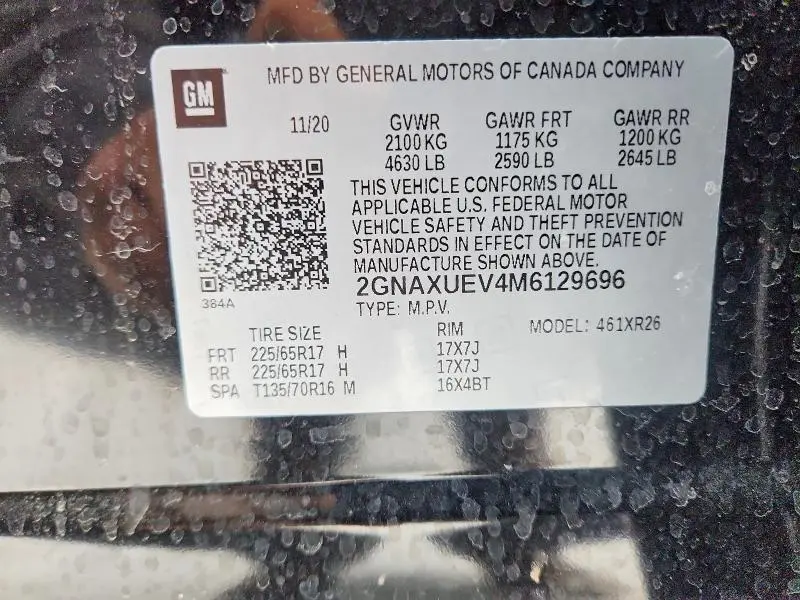 GM
MFD BY GENERAL MOTORS OF CANADA COMPANY
11/20 GVWR GAWR FRT GAWR RR
2100 KG 1175 KG 1200 KG
4630 LB 2590 LB 2645 LB
THIS VEHICLE CONFORMS TO ALL
APPLICABLE U.S. FEDERAL MOTOR
VEHICLE SAFETY AND THEFT PREVENTION
STANDARDS IN EFFECT ON THE DATE OF
MANUFACTURE SHOWN ABOVE.
2GNAXUEV4M6129696
384A
TYPE: M.P.V.
TIRE SIZE RIM MODEL: 461XR26
FRT 225/65R17 H 17X7J
RR 225/65R17 H 17X7J
SPA T135/70R16 M 16X4BT